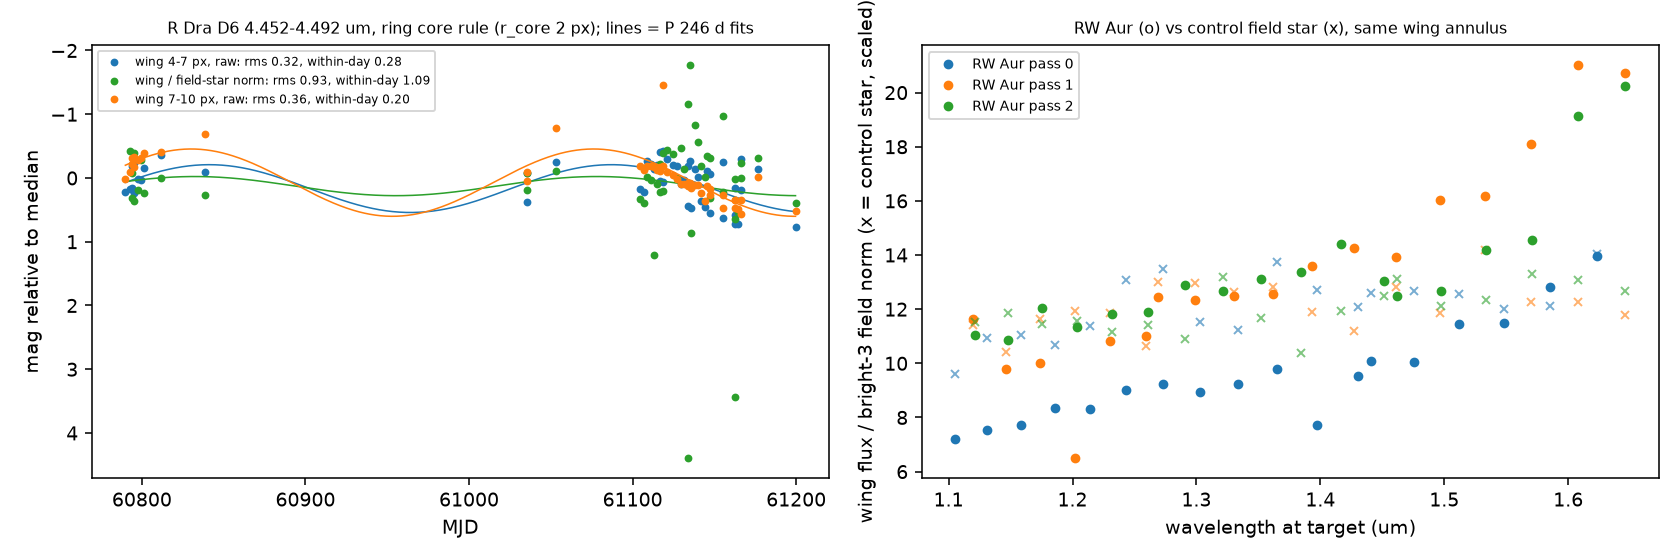 R Dra D6 4.452-4.492 um, ring core rule (r_core 2 px); lines = P 246 d fits
wing 4-7 px, raw: rms 0.32, within-day 0.28
wing / field-star norm: rms 0.93, within-day 1.09
wing 7-10 px, raw: rms 0.36, within-day 0.20
mag relative to median
−2
−1
0
1
2
3
4
60800
60900
61000
61100
61200
MJD
RW Aur (o) vs control field star (x), same wing annulus
RW Aur pass 0
RW Aur pass 1
RW Aur pass 2
wing flux / bright-3 field norm (x = control star, scaled)
20
18
16
14
12
10
8
6
1.1
1.2
1.3
1.4
1.5
1.6
wavelength at target (um)